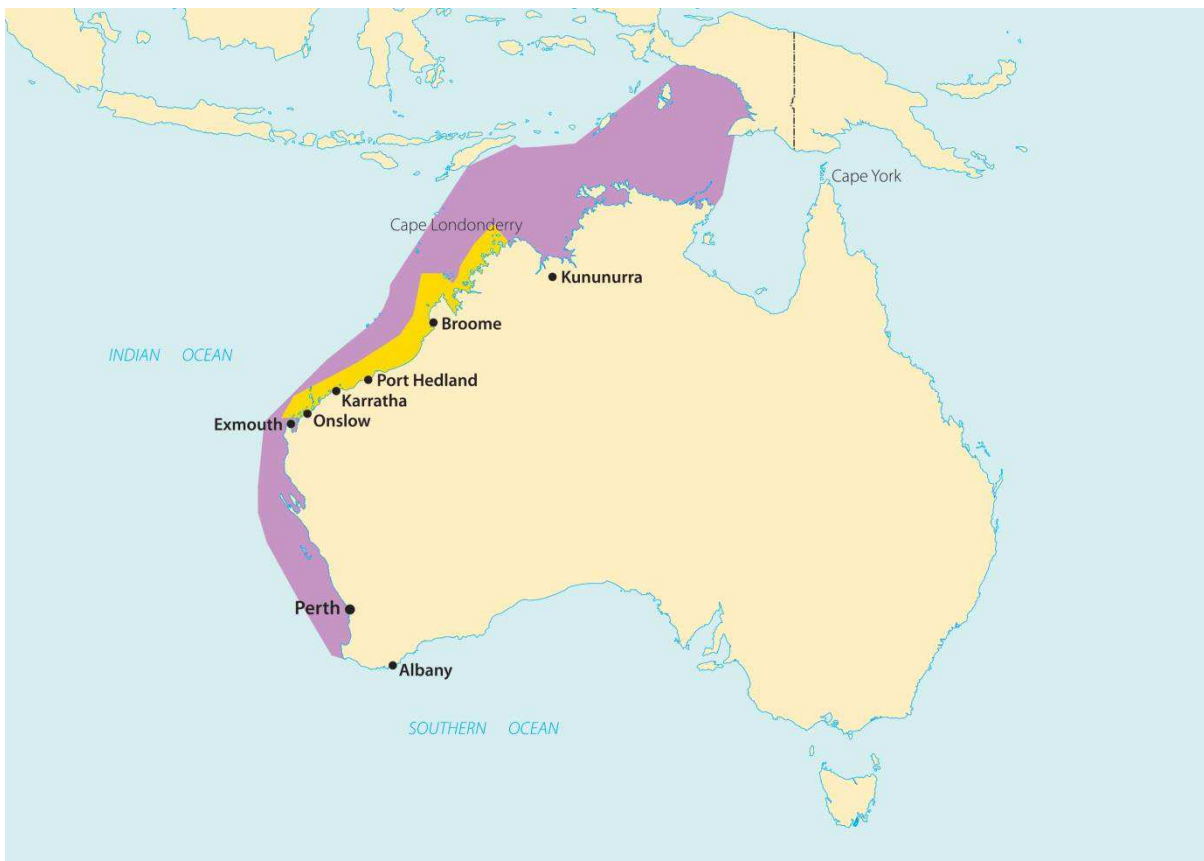 Cape York
Cape Londonderry
Kununurra
Broome
INDIAN OCEAN
Port Hedland
Karratha
Onslow
Exmouth
Perth
Albany
SOUTHERN OCEAN